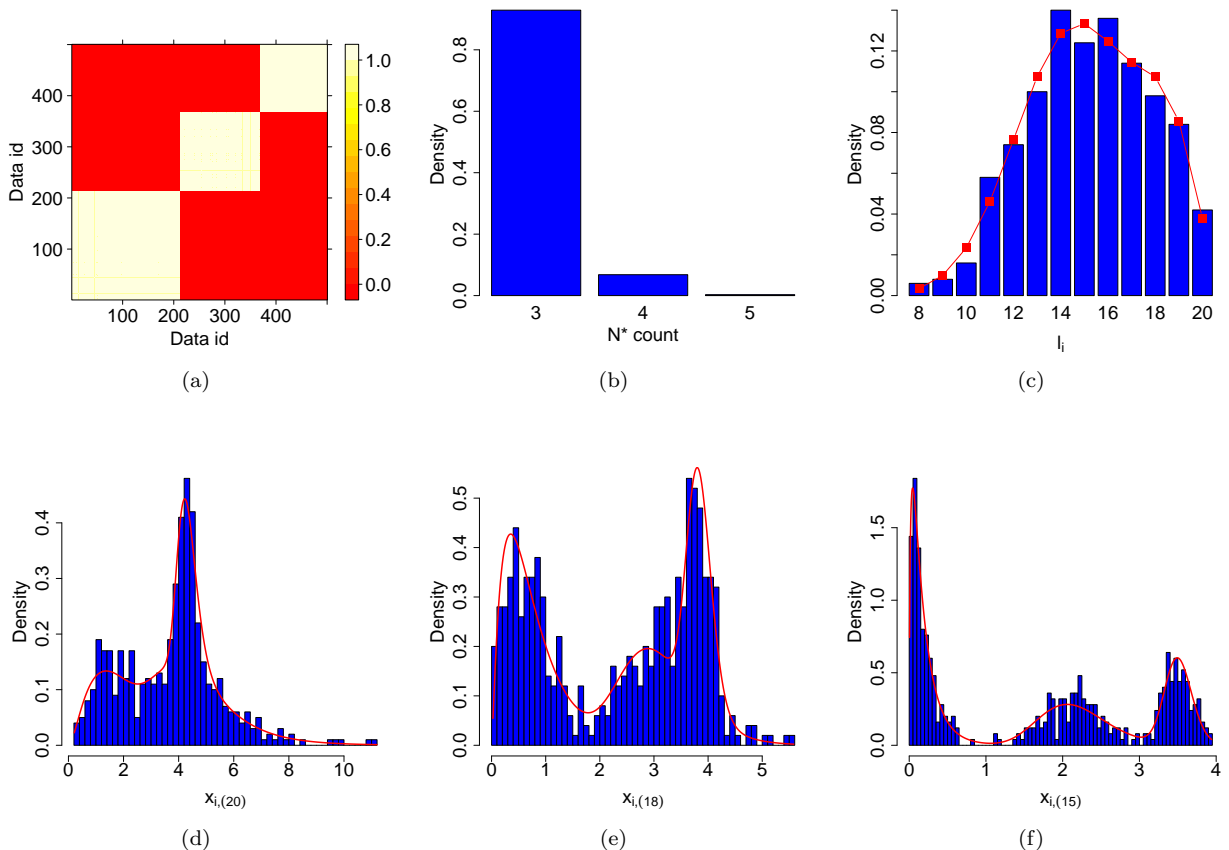 400
300
200
100
Data id
100 200 300 400
Data id
1.0
0.8
0.6
0.4
0.2
0.0
(a)
0.8
0.6
0.4
0.2
0.0
Density
3 4 5
N* count
(b)
0.12
0.08
0.04
0.00
Density
8 10 12 14 16 18 20
l_i
(c)
0.4
0.3
0.2
0.1
0.0
Density
0 2 4 6 8 10
x_{i,(20)}
(d)
0.5
0.4
0.3
0.2
0.1
0.0
Density
0 1 2 3 4 5
x_{i,(18)}
(e)
1.5
1.0
0.5
0.0
Density
0 1 2 3 4
x_{i,(15)}
(f)